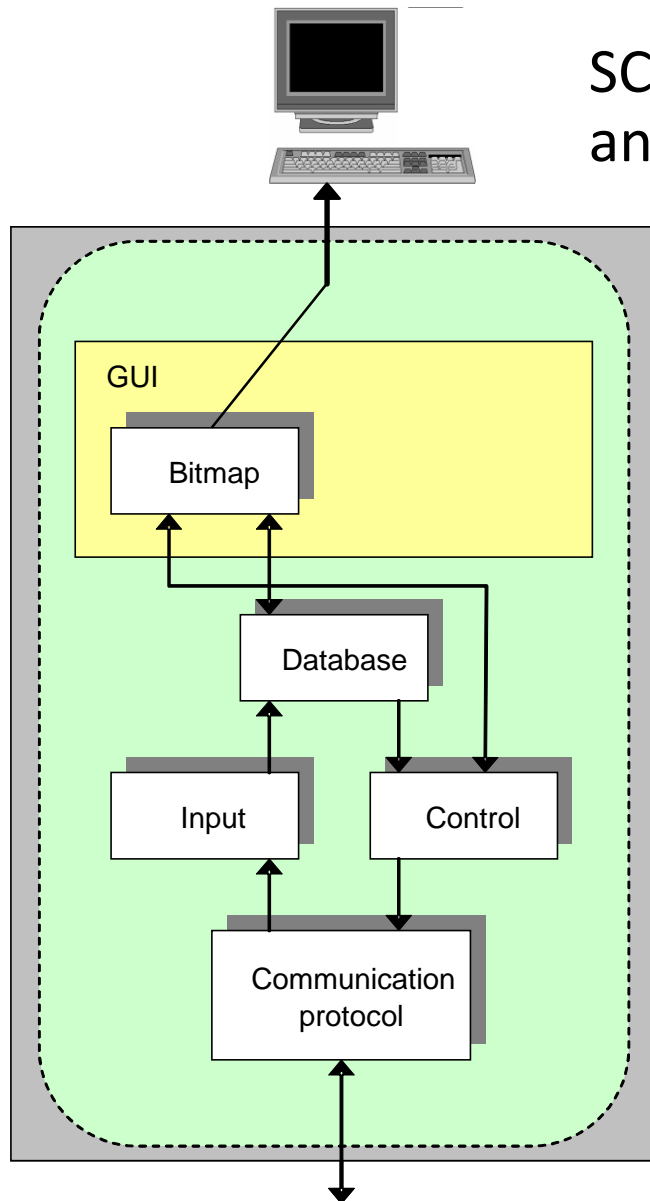 SC
an
GUI
Bitmap
Database
Input
Control
Communication
protocol